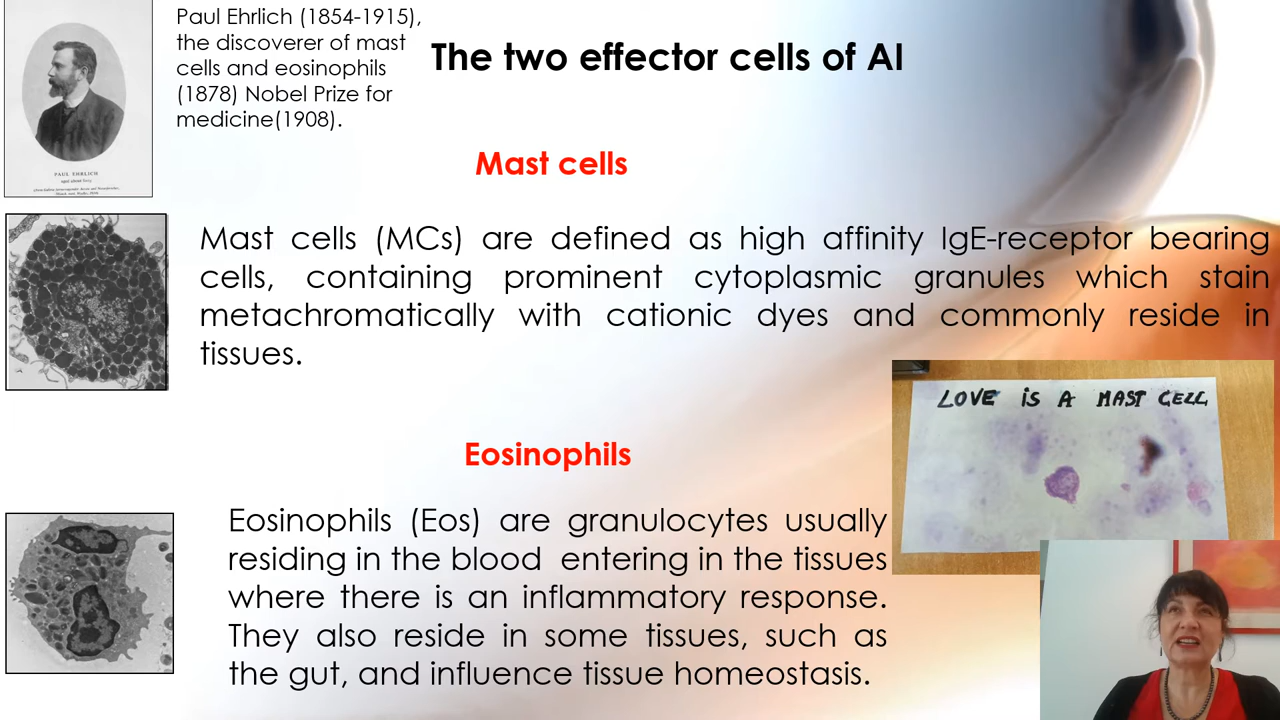 Paul Ehrlich (1854-1915),
the discoverer of mast
cells and eosinophils
(1878) Nobel Prize for
medicine(1908).
The two effector cells of AI
PAUL EHRLICH
Mast cells
Mast cells (MCs) are defined as high affinity IgE-receptor bearing
cells, containing prominent cytoplasmic granules which stain
metachromatically with cationic dyes and commonly reside in
tissues.
LOVE iS A MAST CELL
Eosinophils
Eosinophils (Eos) are granulocytes usually
residing in the blood entering in the tissues
where there is an inflammatory response.
They also reside in some tissues, such as
the gut, and influence tissue homeostasis.